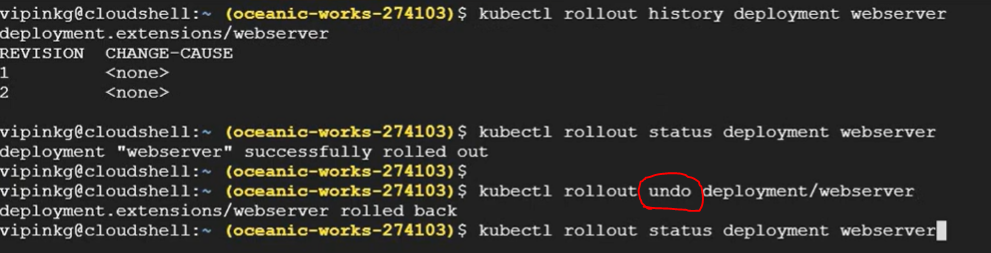 vipinkg@cloudshell:~ (oceanic-works-274103)$ kubectl rollout history deployment webserver
deployment.extensions/webserver
REVISION  CHANGE-CAUSE
1         <none>
2         <none>
vipinkg@cloudshell:~ (oceanic-works-274103)$ kubectl rollout status deployment webserver
deployment "webserver" successfully rolled out
vipinkg@cloudshell:~ (oceanic-works-274103)$
vipinkg@cloudshell:~ (oceanic-works-274103)$ kubectl rollout undo deployment/webserver
deployment.extensions/webserver rolled back
vipinkg@cloudshell:~ (oceanic-works-274103)$ kubectl rollout status deployment webserver